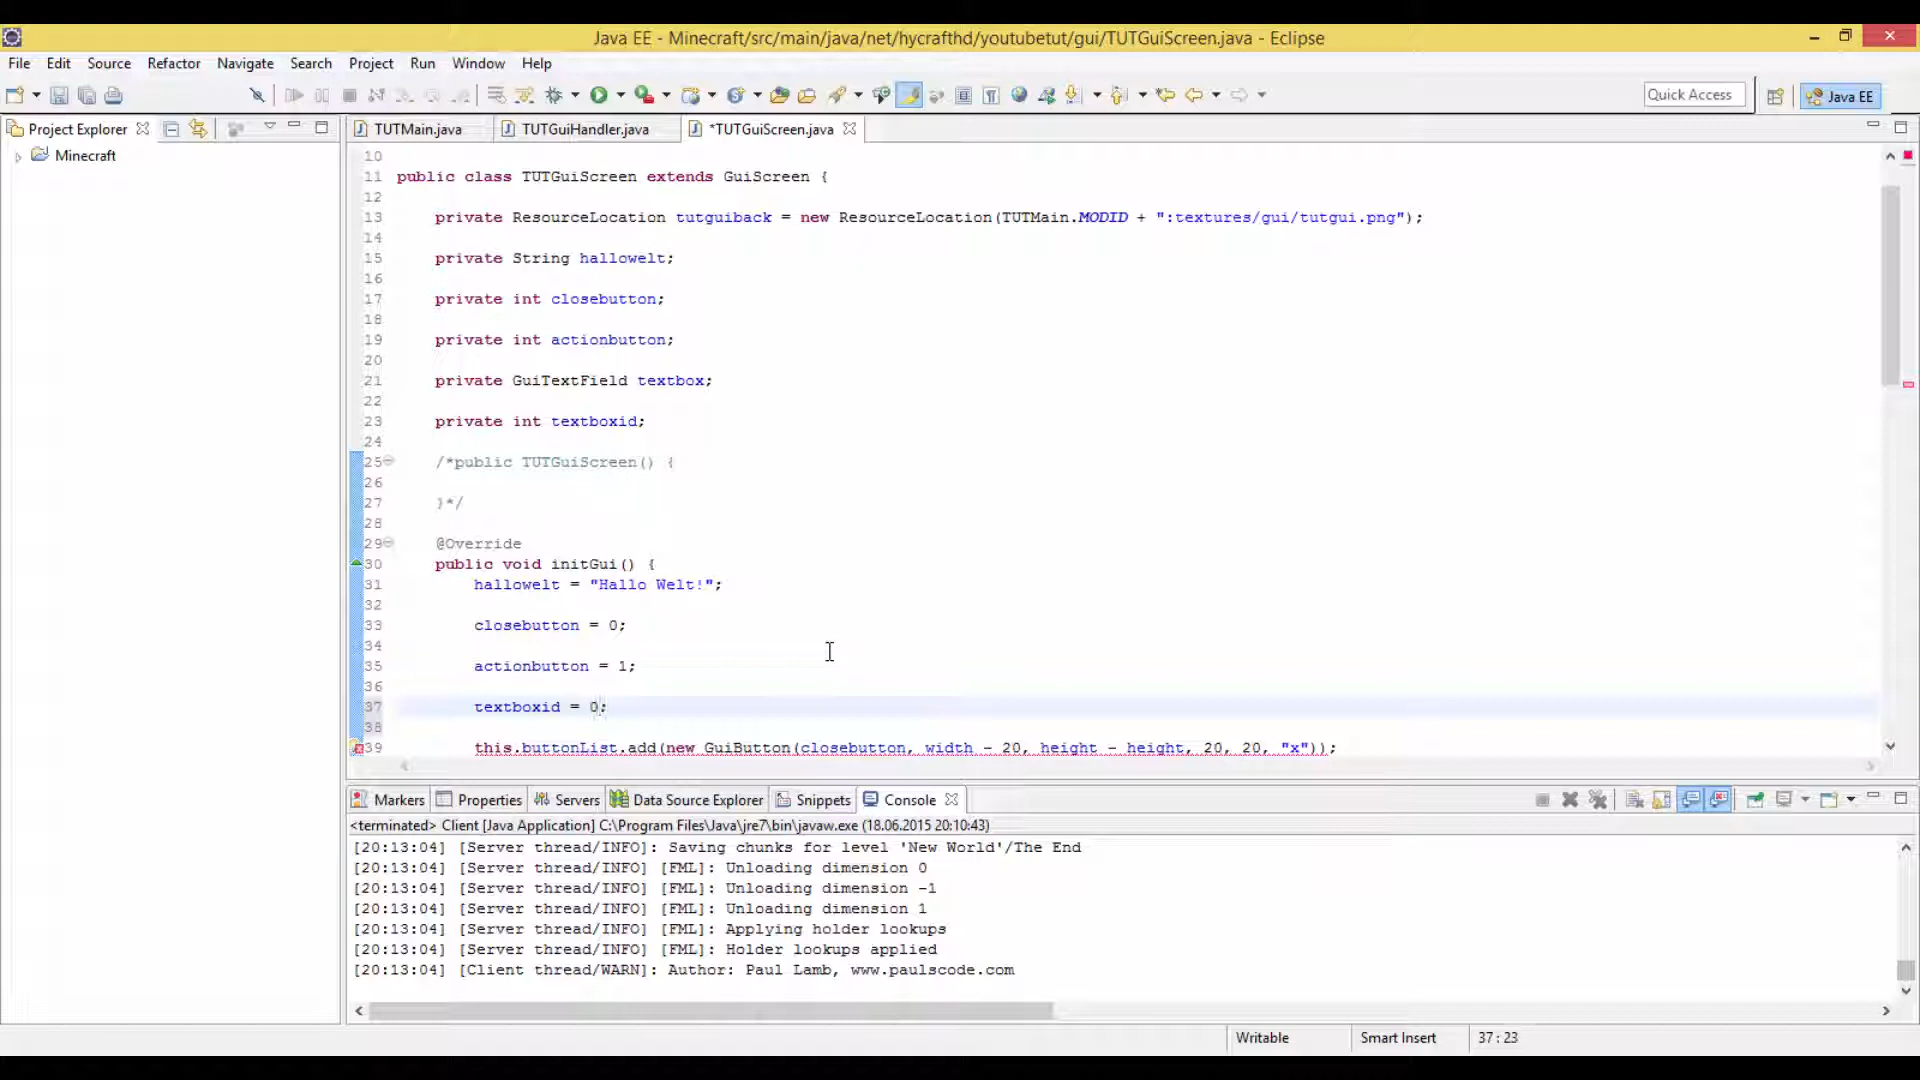 Java EE - Minecraft/src/main/java/net/hycrafthd/youtubetut/gui/TUTGuiScreen.java - Eclipse
File Edit Source Refactor Navigate Search Project Run Window Help
Quick Access
Java EE
Project Explorer
Minecraft
TUTMain.java
TUTGuiHandler.java
*TUTGuiScreen.java
10
11 public class TUTGuiScreen extends GuiScreen {
12
13 private ResourceLocation tutguiback = new ResourceLocation(TUTMain.MODID + ":textures/gui/tutgui.png");
14
15 private String hallowelt;
16
17 private int closebutton;
18
19 private int actionbutton;
20
21 private GuiTextField textbox;
22
23 private int textboxid;
24
25 /*public TUTGuiScreen() {
26
27 }*/
28
29 @Override
30 public void initGui() {
31 hallowelt = "Hallo Welt!";
32
33 closebutton = 0;
34
35 actionbutton = 1;
36
37 textboxid = 0;
38
39 this.buttonList.add(new GuiButton(closebutton, width - 20, height - height, 20, 20, "x"));
Markers Properties Servers Data Source Explorer Snippets Console
<terminated> Client [Java Application] C:\Program Files\Java\jre7\bin\javaw.exe (18.06.2015 20:10:43)
[20:13:04] [Server thread/INFO]: Saving chunks for level 'New World'/The End
[20:13:04] [Server thread/INFO] [FML]: Unloading dimension 0
[20:13:04] [Server thread/INFO] [FML]: Unloading dimension -1
[20:13:04] [Server thread/INFO] [FML]: Unloading dimension 1
[20:13:04] [Server thread/INFO] [FML]: Applying holder lookups
[20:13:04] [Server thread/INFO] [FML]: Holder lookups applied
[20:13:04] [Client thread/WARN]: Author: Paul Lamb, www.paulscode.com
Writable
Smart Insert
37 : 23